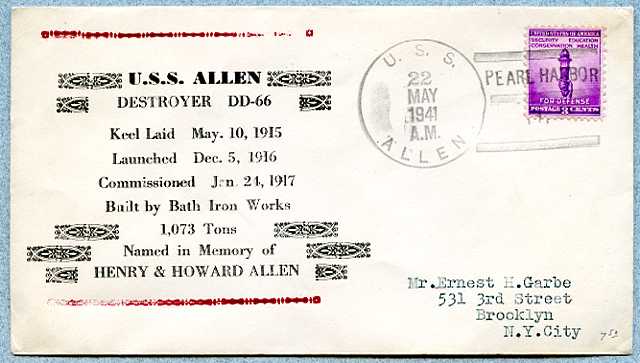 U.S.S. ALLEN
DESTROYER DD-66
Keel Laid May. 10, 1915
Launched Dec. 5, 1916
Commissioned Jan. 24, 1917
Built by Bath Iron Works
1,073 Tons
Named in Memory of
HENRY & HOWARD ALLEN
U. S. S.
22
MAY
1941
A.M.
ALLEN
PEARL HARBOR
UNITED STATES OF AMERICA
SECURITY EDUCATION
CONSERVATION HEALTH
FOR DEFENSE
POSTAGE 3 CENTS
Mr.Ernest H.Garbe
531 3rd Street
Brooklyn
N.Y.City